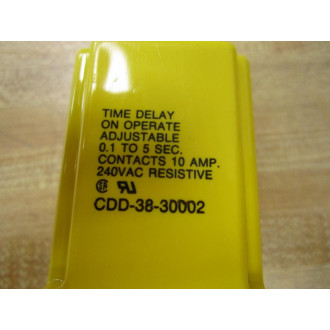 TIME DELAY
ON OPERATE
ADJUSTABLE
0.1 TO 5 SEC.
CONTACTS 10 AMP.
240VAC RESISTIVE
CDD-38-30002